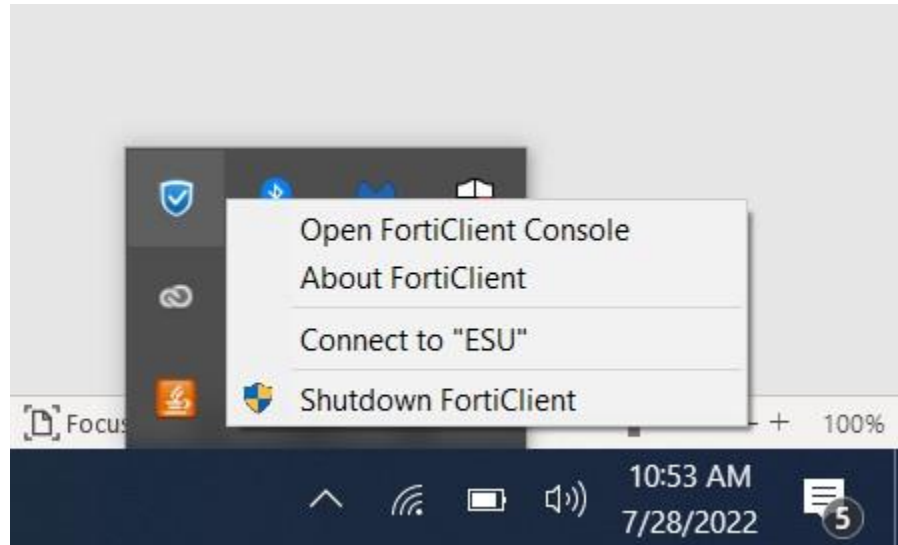 Open FortiClient Console
About FortiClient
Connect to "ESU"
Shutdown FortiClient
Focus
+ 100%
10:53 AM
7/28/2022
5